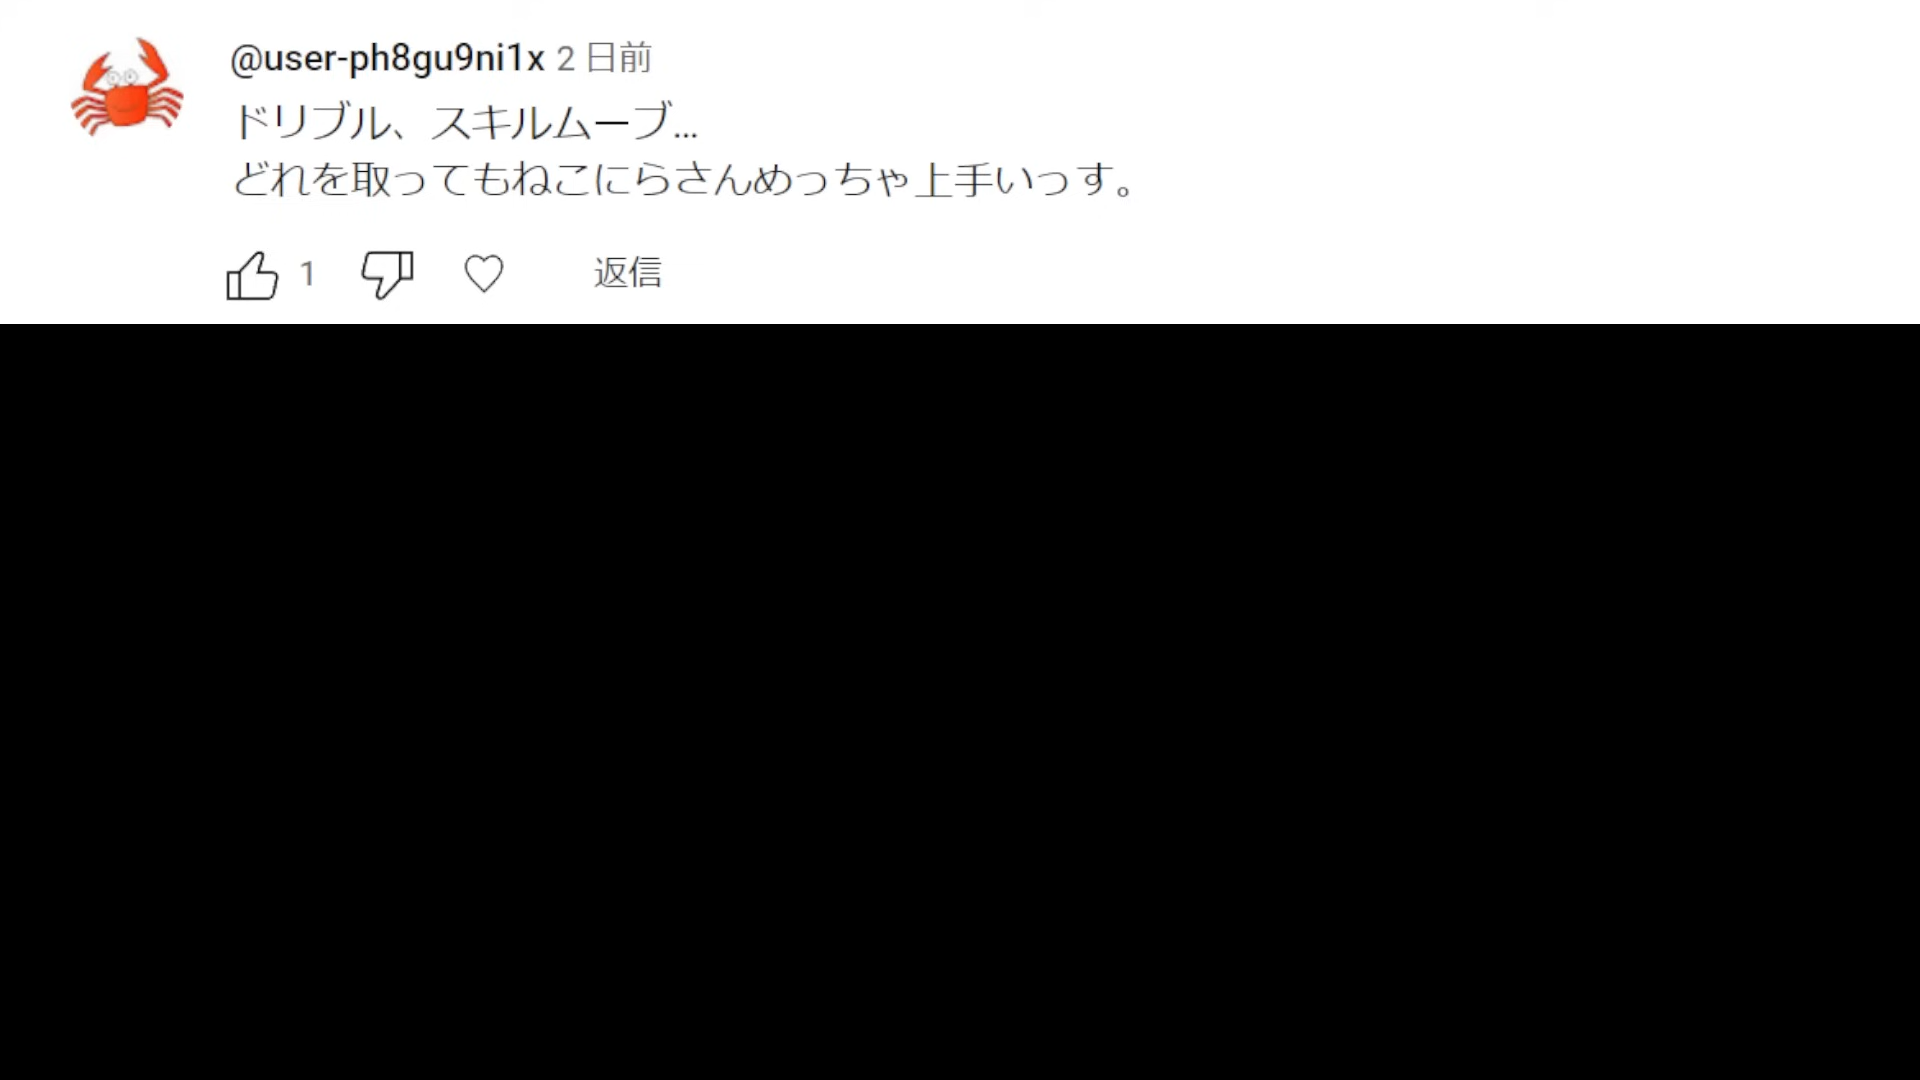 @user-ph8gu9ni1x 2 日前
ドリブル、スキルムーブ...
どれを取ってもねこにらさんめっちゃ上手いっす。
1 返信